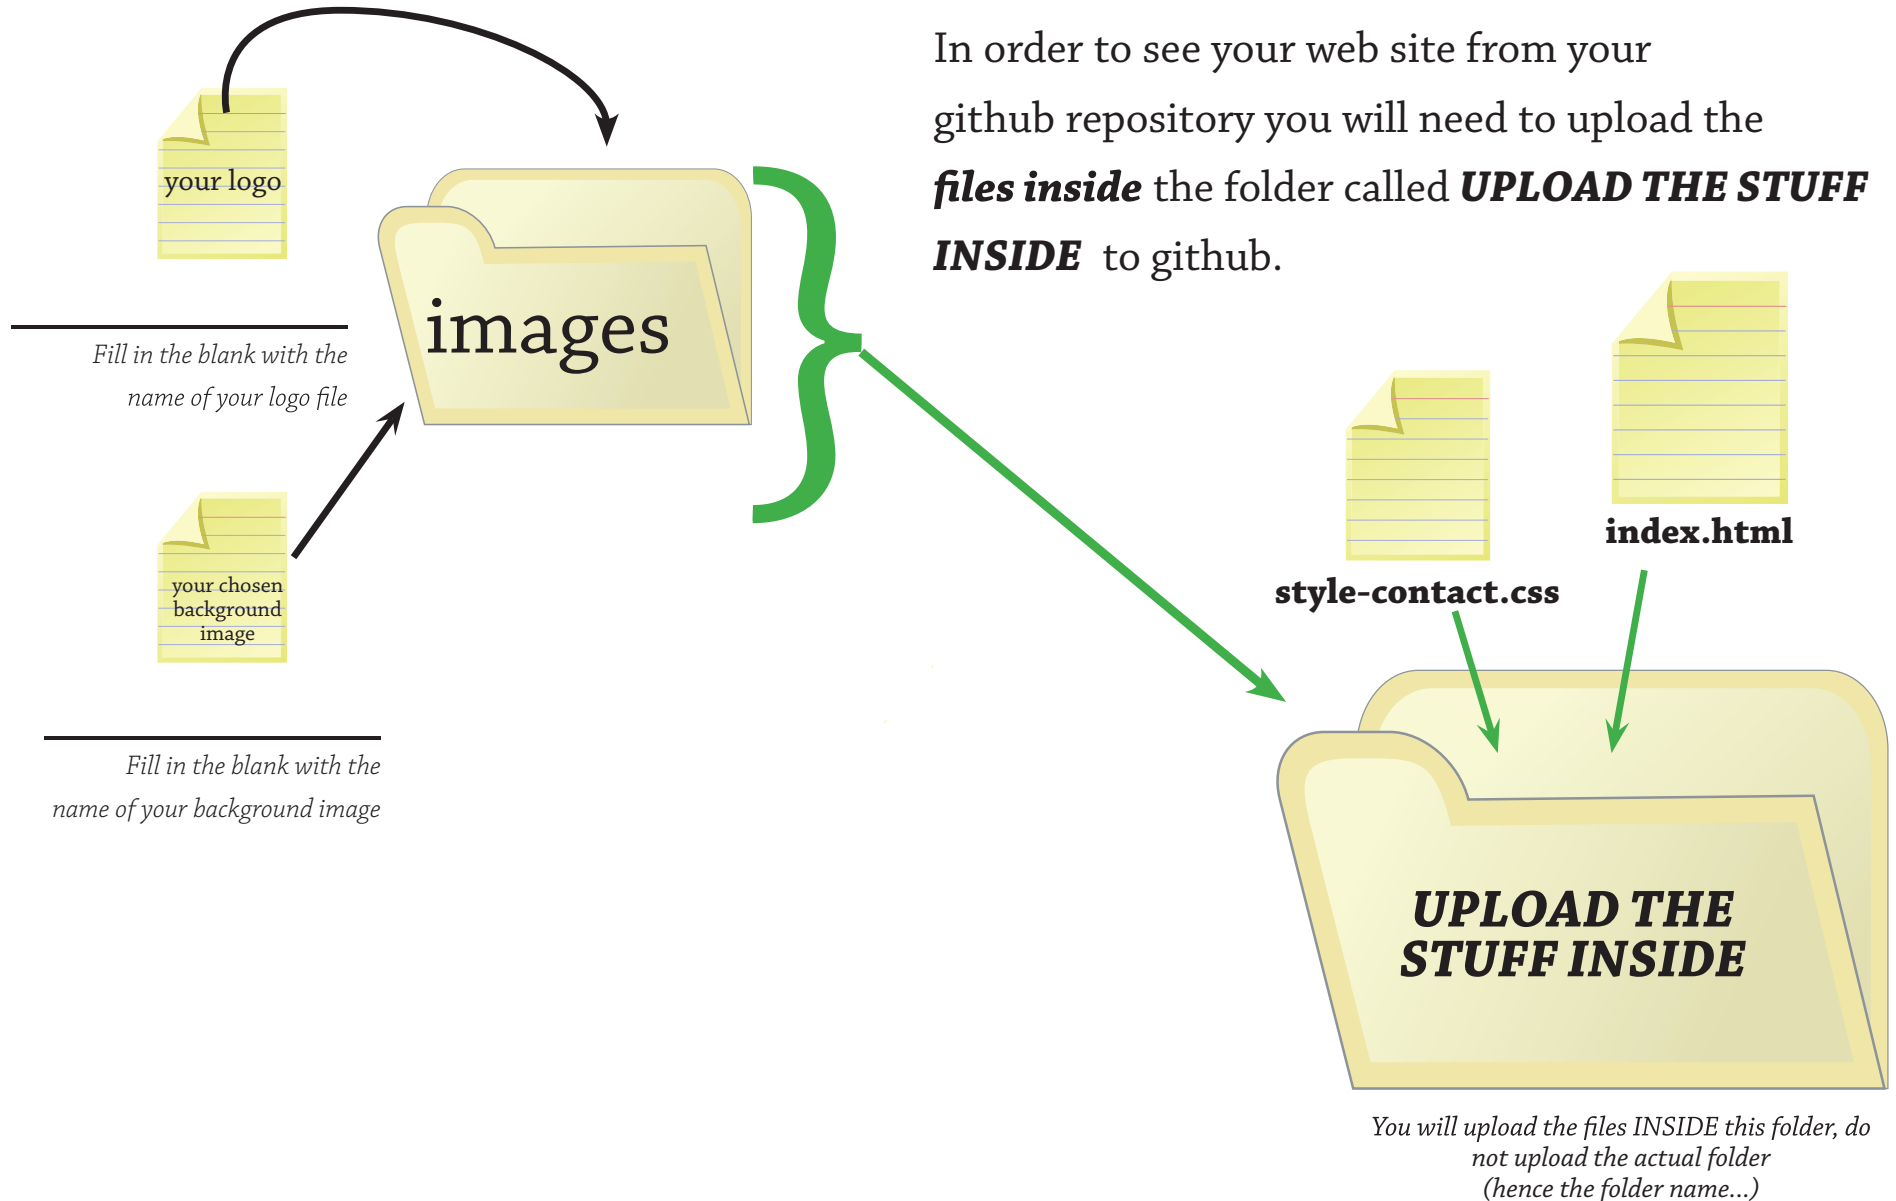 In order to see your web site from your
github repository you will need to upload the
files inside the folder called UPLOAD THE STUFF
INSIDE to github.
your logo
Fill in the blank with the
name of your logo file
images
your chosen
background
image
Fill in the blank with the
name of your background image
index.html
style-contact.css
UPLOAD THE
STUFF INSIDE
You will upload the files INSIDE this folder, do
not upload the actual folder
(hence the folder name...)